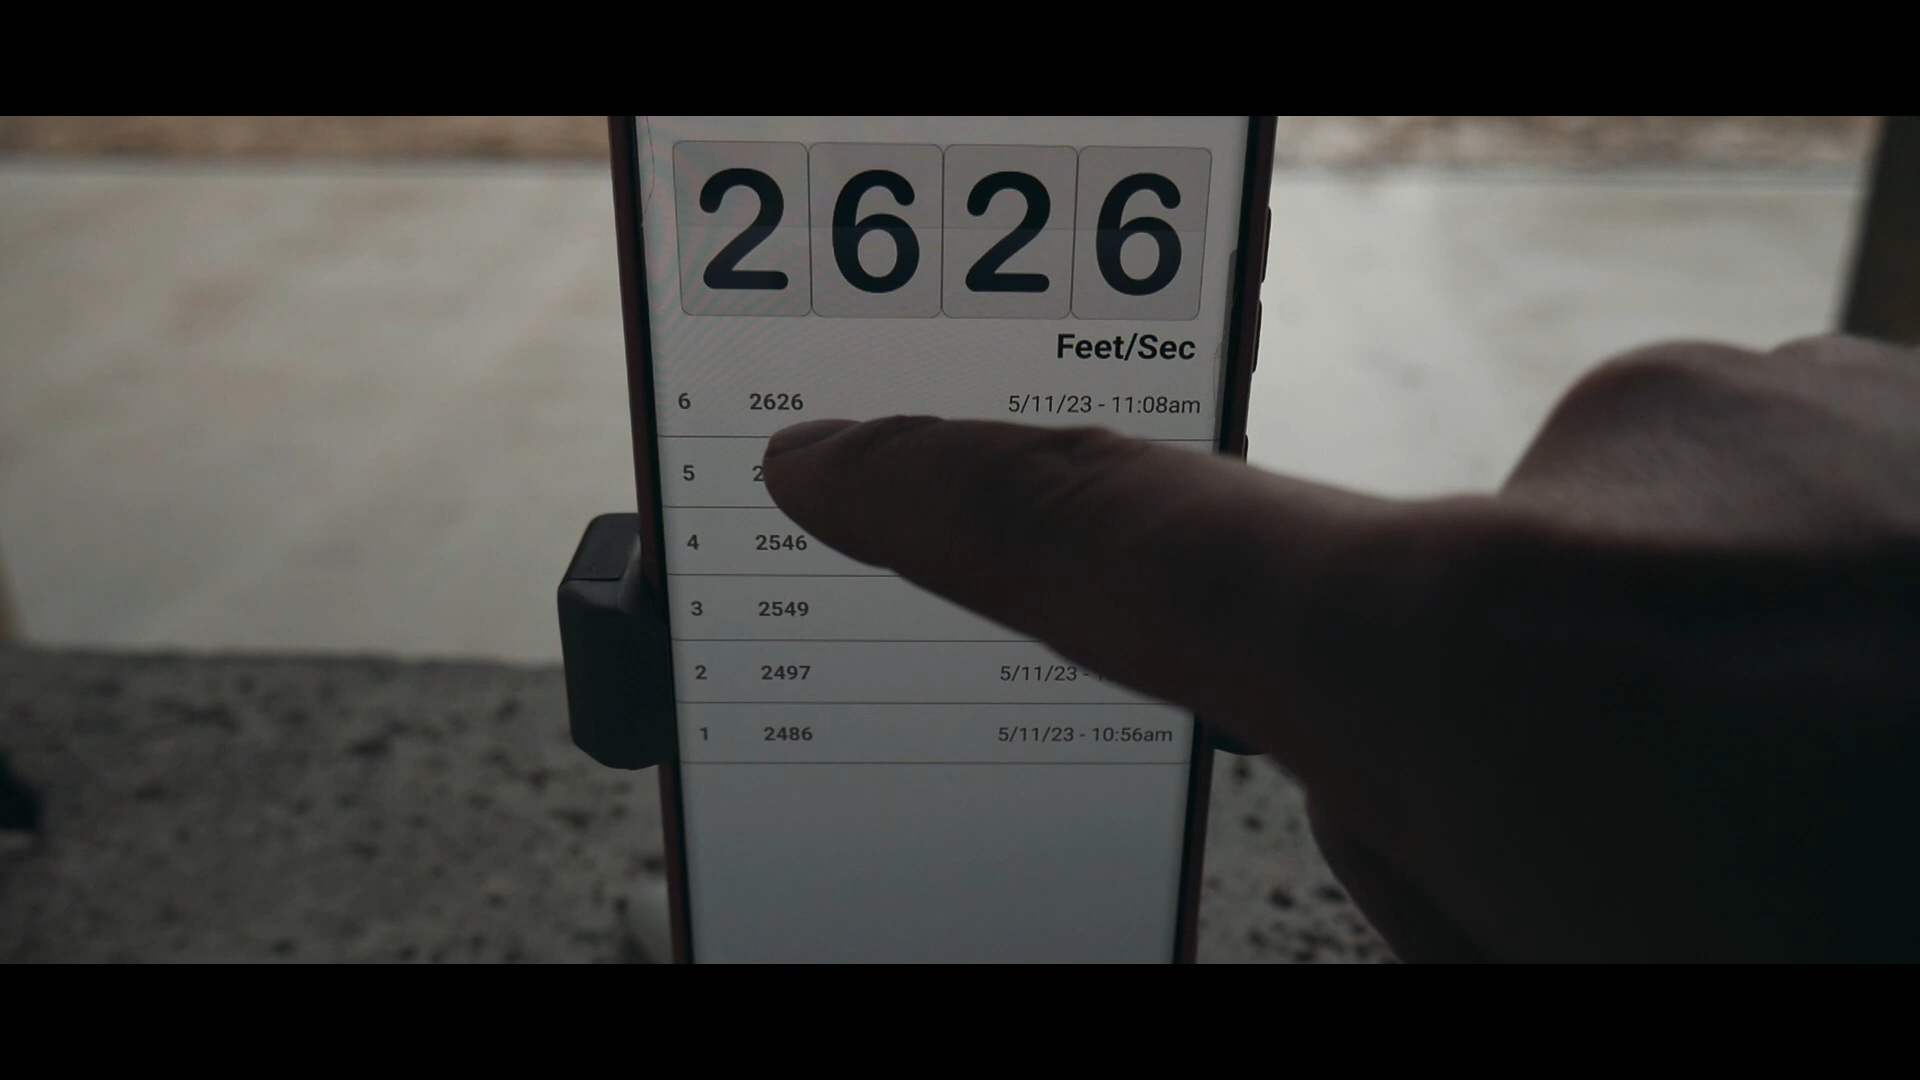 2626
Feet/Sec
6 2626 5/11/23 - 11:08am
5
4 2546
3 2549
2 2497 5/11/23 -
1 2486 5/11/23 - 10:56am